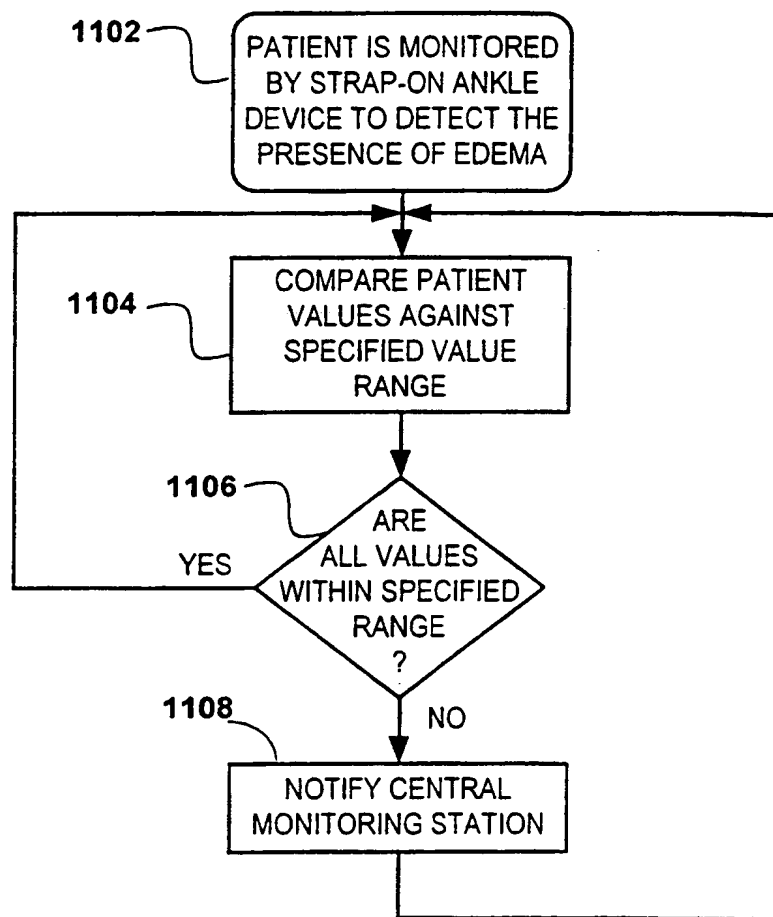 1102
PATIENT IS MONITORED
BY STRAP-ON ANKLE
DEVICE TO DETECT THE
PRESENCE OF EDEMA
1104
COMPARE PATIENT
VALUES AGAINST
SPECIFIED VALUE
RANGE
1106
ARE
ALL VALUES
WITHIN SPECIFIED
RANGE
?
YES
NO
1108
NOTIFY CENTRAL
MONITORING STATION